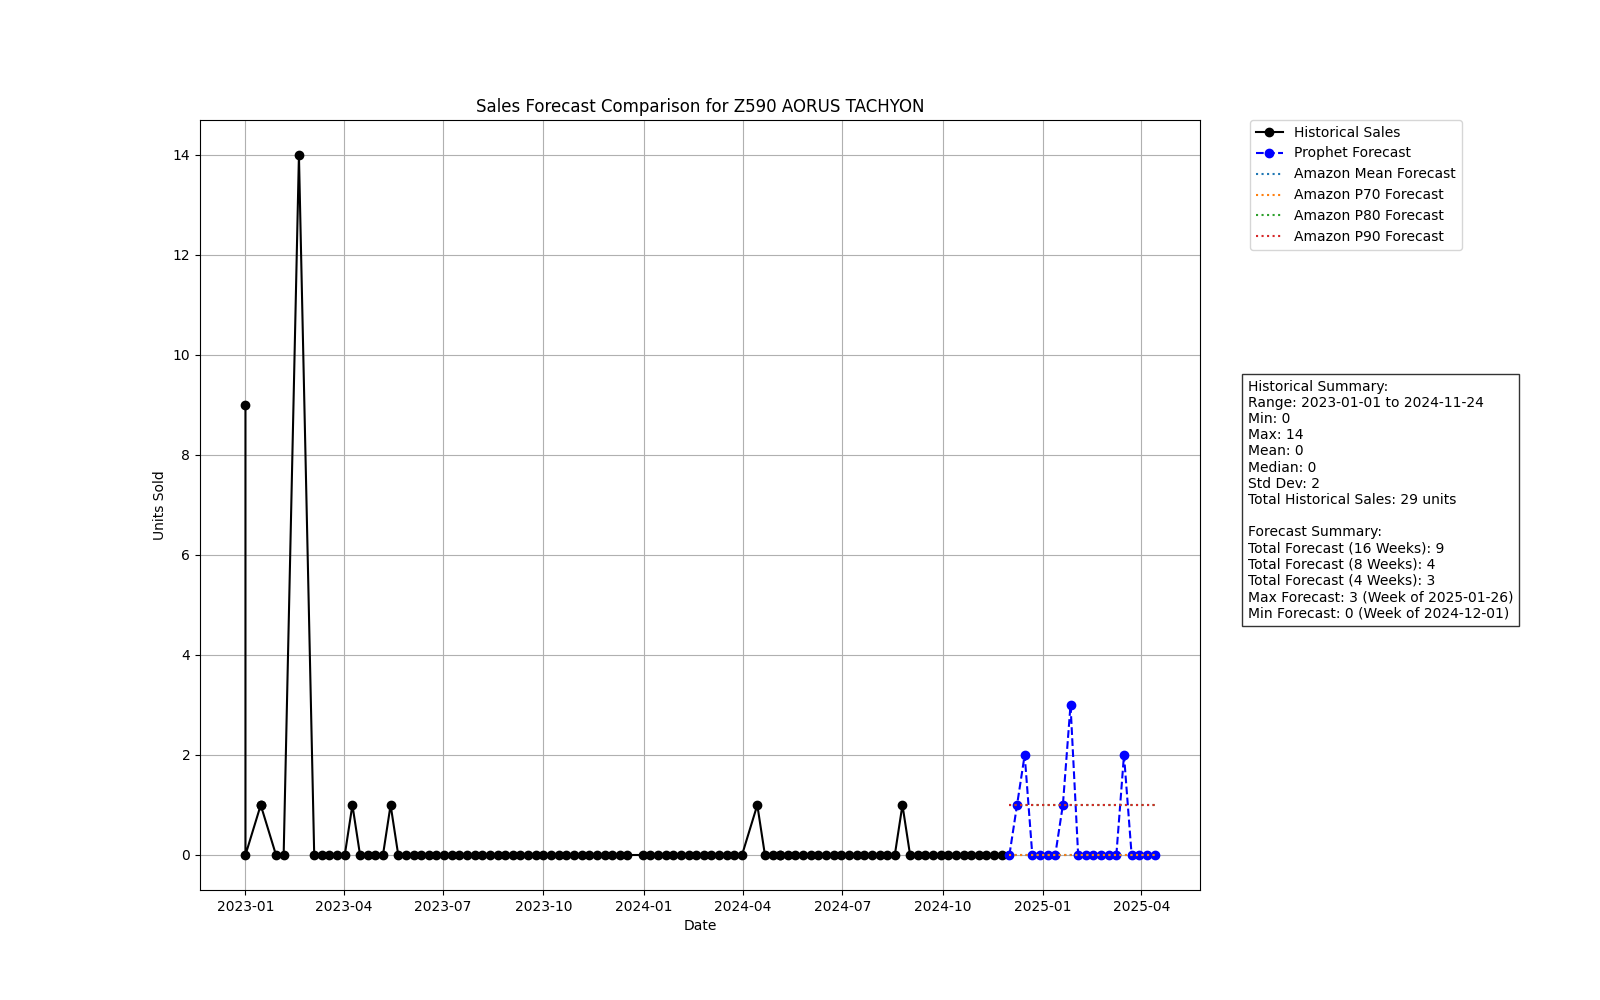 Sales Forecast Comparison for Z590 AORUS TACHYON
Units Sold
14
12
10
8
6
4
2
0
2023-01
2023-04
2023-07
2023-10
2024-01
2024-04
2024-07
2024-10
2025-01
2025-04
Date
Historical Sales
Prophet Forecast
Amazon Mean Forecast
Amazon P70 Forecast
Amazon P80 Forecast
Amazon P90 Forecast
Historical Summary:
Range: 2023-01-01 to 2024-11-24
Min: 0
Max: 14
Mean: 0
Median: 0
Std Dev: 2
Total Historical Sales: 29 units
Forecast Summary:
Total Forecast (16 Weeks): 9
Total Forecast (8 Weeks): 4
Total Forecast (4 Weeks): 3
Max Forecast: 3 (Week of 2025-01-26)
Min Forecast: 0 (Week of 2024-12-01)